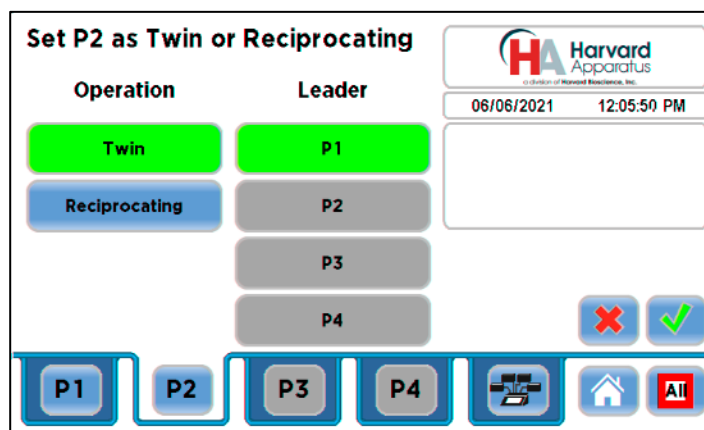 Set P2 as Twin or Reciprocating
Operation
Leader
Twin
P1
Reciprocating
P2
P3
P4
HA Harvard
Apparatus
a division of Harvard Bioscience, Inc.
06/06/2021 12:05:50 PM
P1
P2
P3
P4
All